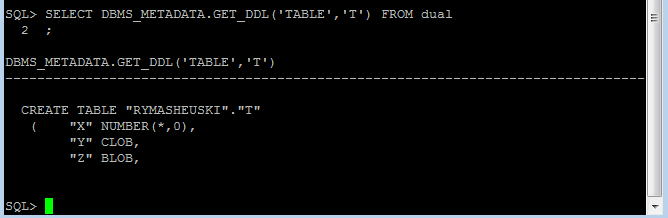 SQL> SELECT DBMS_METADATA.GET_DDL('TABLE','T') FROM dual
  2  ;
DBMS_METADATA.GET_DDL('TABLE','T')
--------------------------------------------------------------------------------
  CREATE TABLE "RYMASHEUSKI"."T"
   (    "X" NUMBER(*,0),
        "Y" CLOB,
        "Z" BLOB,
SQL>